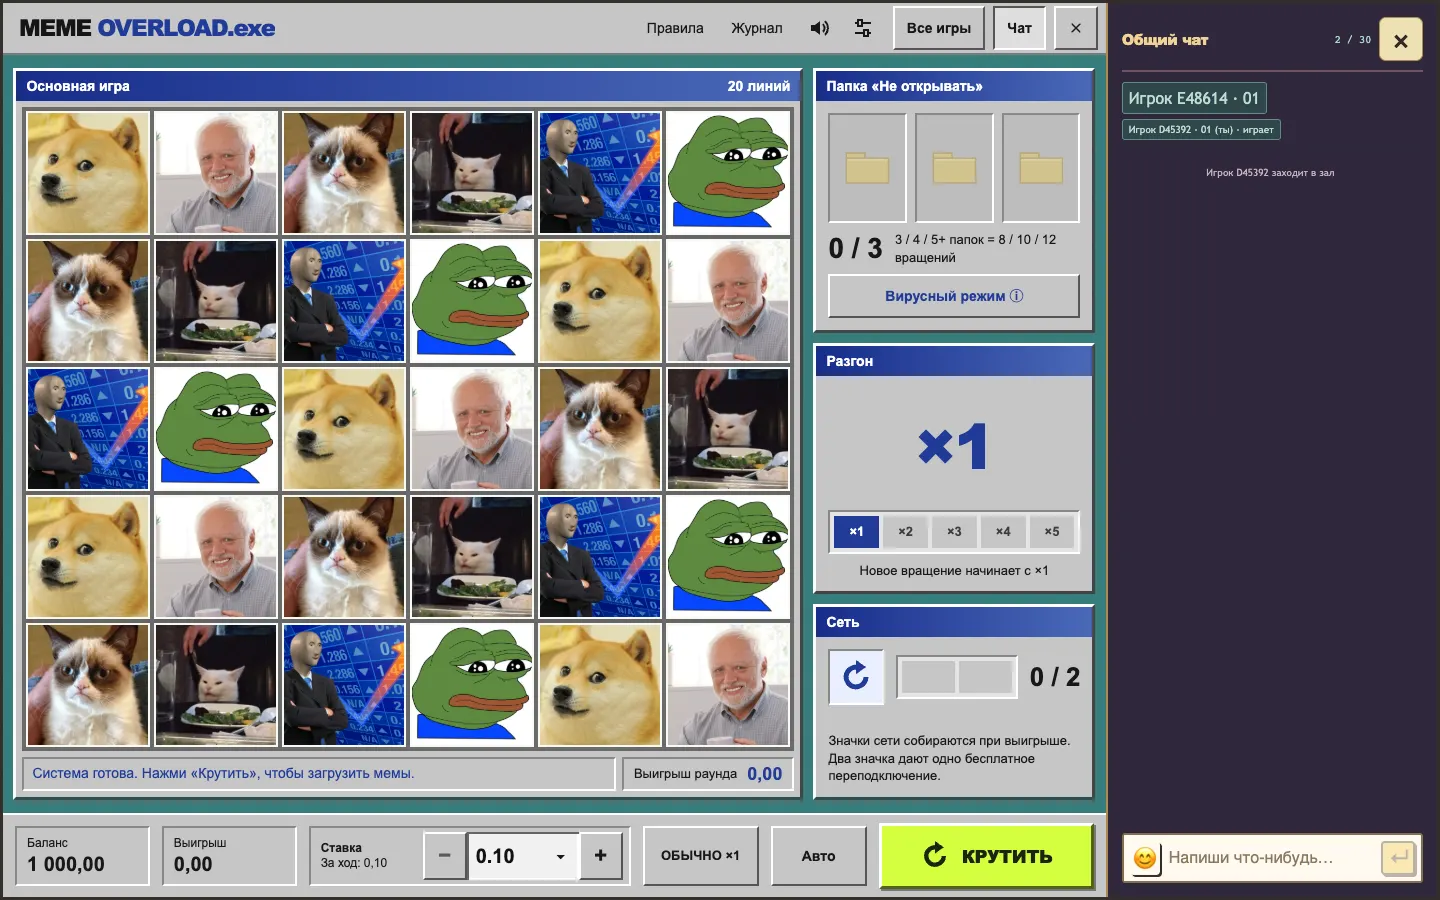 MEME OVERLOAD.exe
Правила
Журнал
Все игры
Чат
×
Основная игра
20 линий
Система готова. Нажми «Крутить», чтобы загрузить мемы.
Выигрыш раунда 0,00
Папка «Не открывать»
0 / 3
3 / 4 / 5+ папок = 8 / 10 / 12
вращений
Вирусный режим ⓘ
Разгон
×1
×1 ×2 ×3 ×4 ×5
Новое вращение начинает с ×1
Сеть
0 / 2
Значки сети собираются при выигрыше.
Два значка дают одно бесплатное
переподключение.
Баланс
1 000,00
Выигрыш
0,00
Ставка
За ход: 0,10
−
0.10
+
ОБЫЧНО ×1
Авто
КРУТИТЬ
Общий чат
2 / 30
×
Игрок E48614 · 01
Игрок D45392 · 01 (ты) · играет
Игрок D45392 заходит в зал
Напиши что-нибудь...